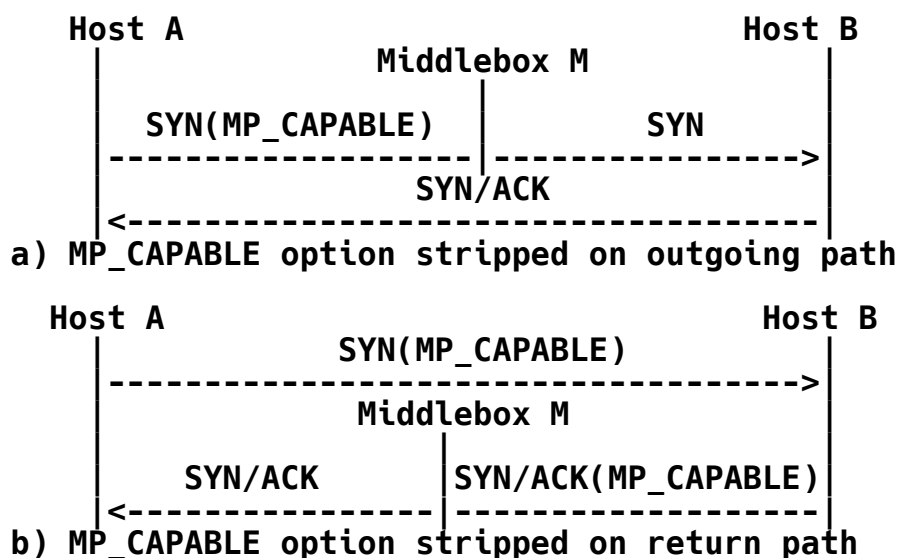 Host A Host B
Middlebox M
SYN(MP_CAPABLE) SYN
SYN/ACK
a) MP_CAPABLE option stripped on outgoing path
Host A Host B
SYN(MP_CAPABLE)
Middlebox M
SYN/ACK SYN/ACK(MP_CAPABLE)
b) MP_CAPABLE option stripped on return path